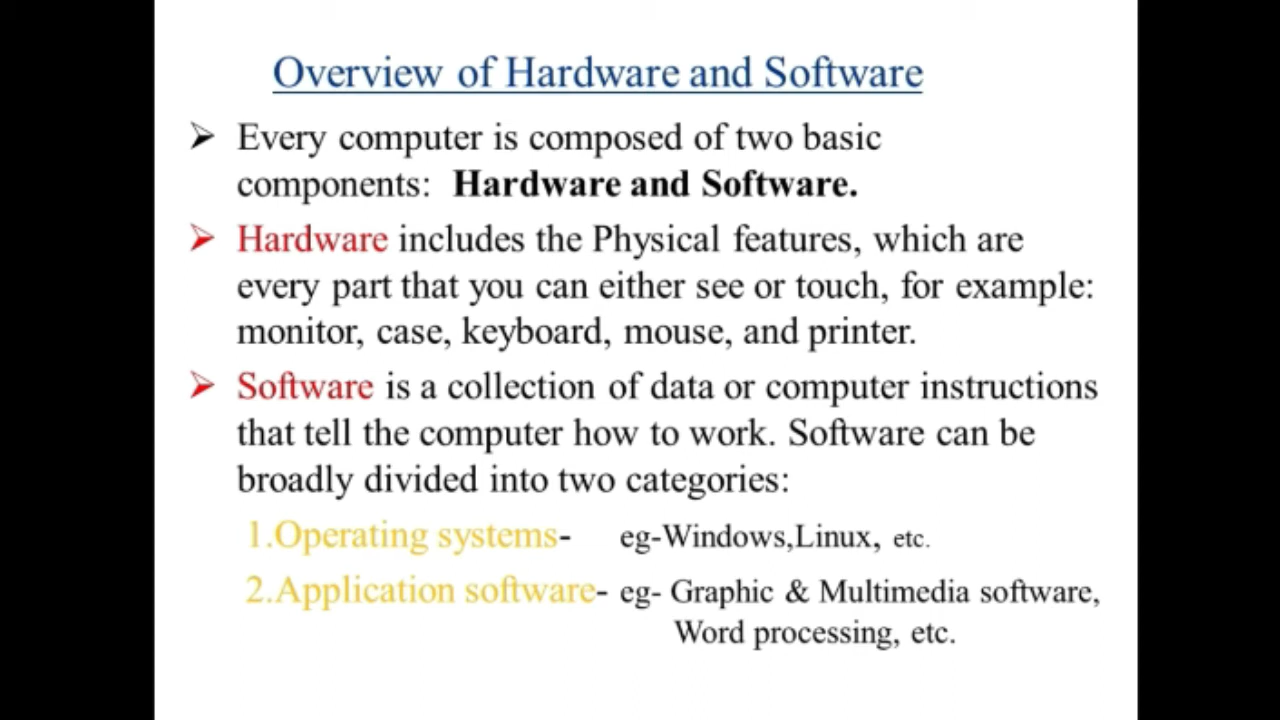 Overview of Hardware and Software
Every computer is composed of two basic
components: Hardware and Software.
Hardware includes the Physical features, which are
every part that you can either see or touch, for example:
monitor, case, keyboard, mouse, and printer.
Software is a collection of data or computer instructions
that tell the computer how to work. Software can be
broadly divided into two categories:
1.Operating systems- eg-Windows,Linux, etc.
2.Application software- eg- Graphic & Multimedia software,
Word processing, etc.